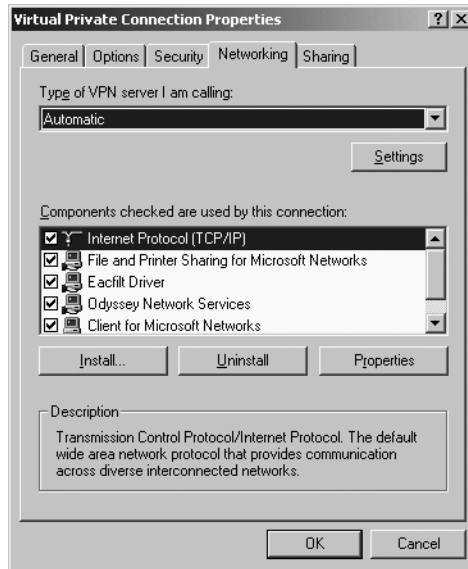 Virtual Private Connection Properties
General Options Security Networking Sharing
Type of VPN server I am calling:
Automatic
Settings
Components checked are used by this connection:
Internet Protocol (TCP/IP)
File and Printer Sharing for Microsoft Networks
Eacfilt Driver
Odyssey Network Services
Client for Microsoft Networks
Install... Uninstall Properties
Description
Transmission Control Protocol/Internet Protocol. The default
wide area network protocol that provides communication
across diverse interconnected networks.
OK Cancel